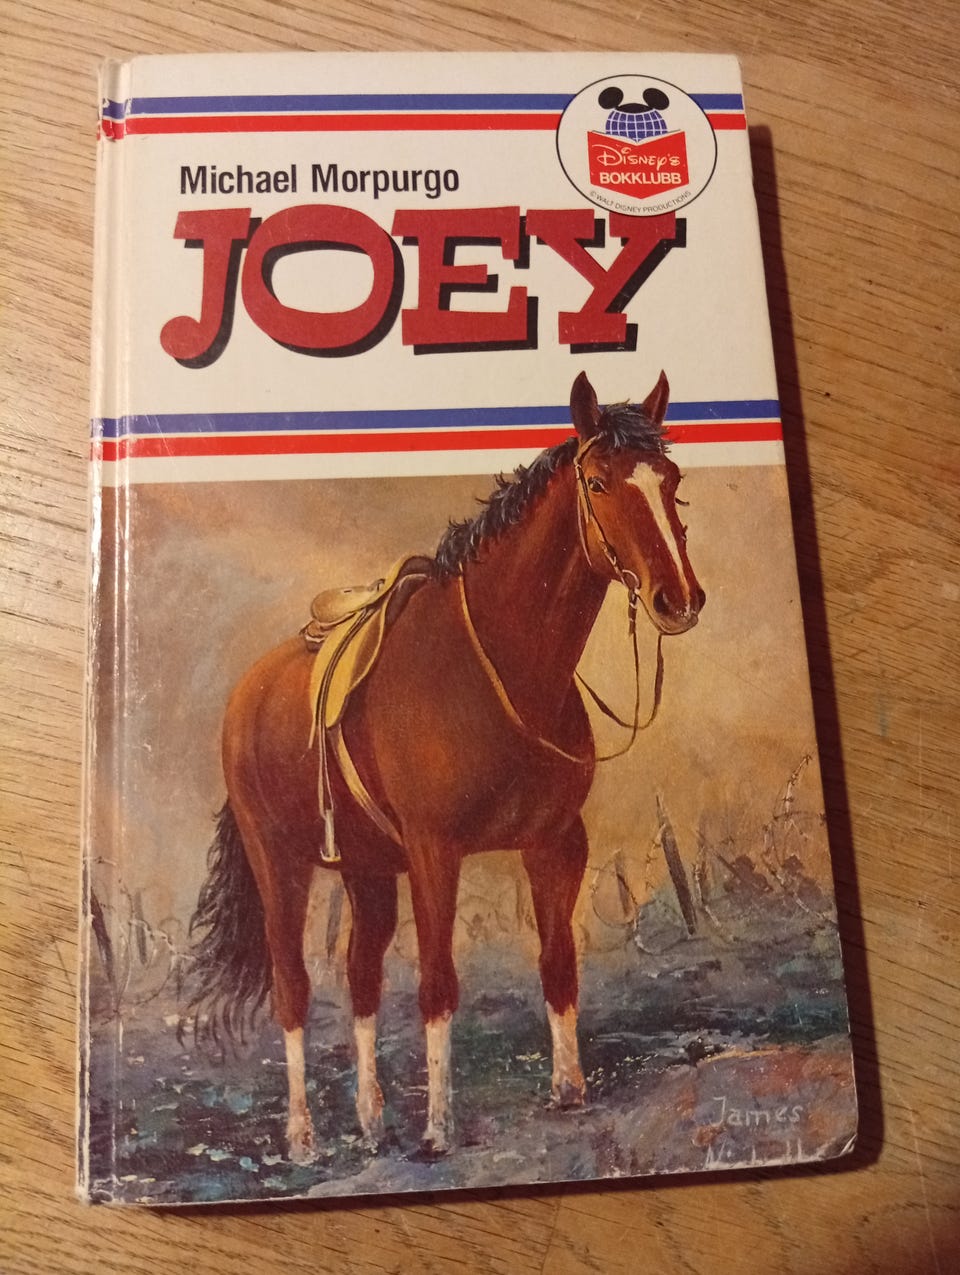 Disney's
BOKKLUBB
© WALT DISNEY PRODUCTIONS
Michael Morpurgo
JOEY
James